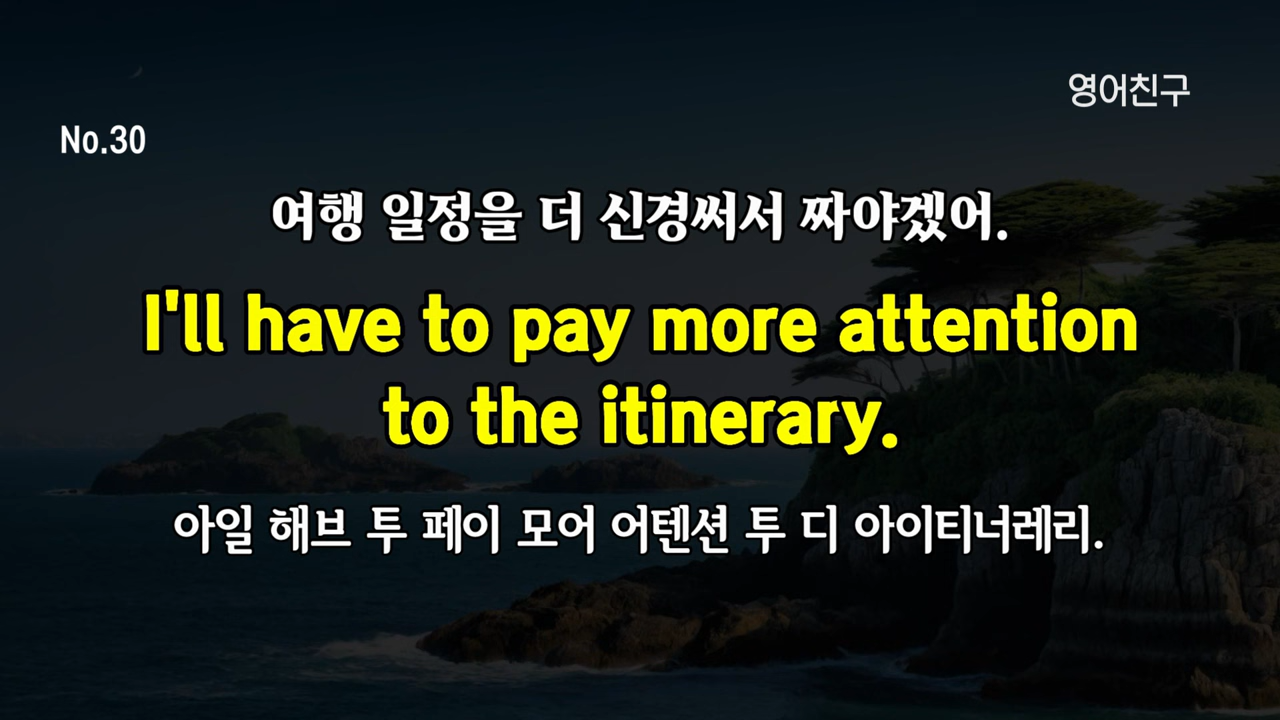 영어친구
No.30
여행 일정을 더 신경써서 짜야겠어.
I'll have to pay more attention
to the itinerary.
아일 해브 투 페이 모어 어텐션 투 디 아이티너레리.